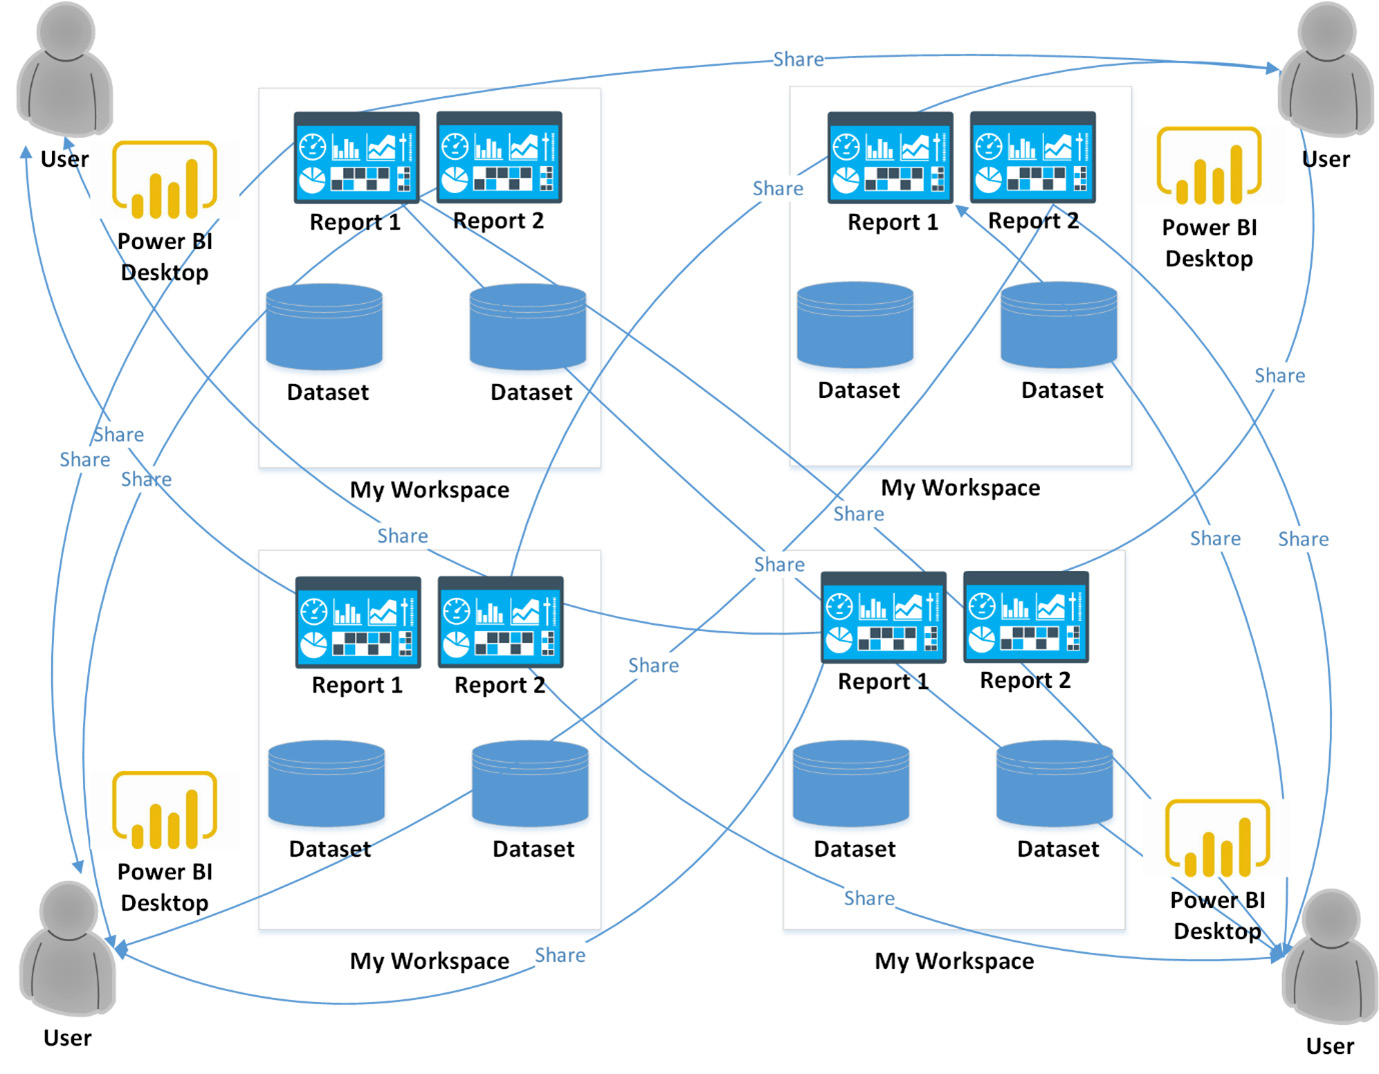 Share
User
Power BI
Desktop
Report 1
Report 2
Dataset
Dataset
My Workspace
Share
Report 1
Report 2
Dataset
Dataset
My Workspace
User
Power BI
Desktop
Share
Share
Share
Share
Share
Share
Share
Share
Share
Share
Report 1
Report 2
Dataset
Dataset
My Workspace
Share
Report 1
Report 2
Dataset
Dataset
My Workspace
Share
Share
Power BI
Desktop
User
Power BI
Desktop
User